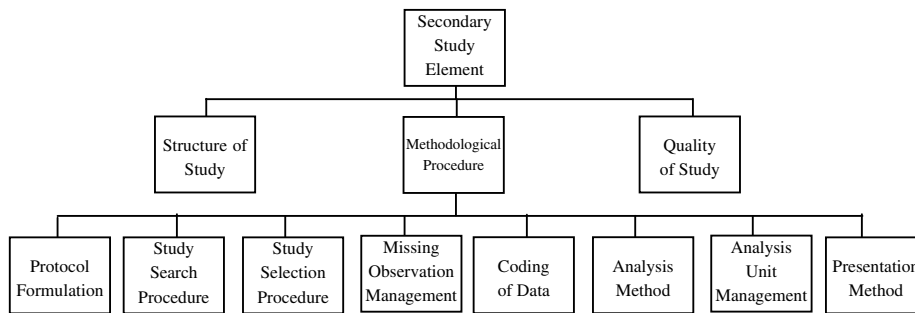 Secondary
Study
Element
Structure of
Study
Methodological
Procedure
Quality
of Study
Protocol
Formulation
Study
Search
Procedure
Study
Selection
Procedure
Missing
Observation
Management
Coding
of Data
Analysis
Method
Analysis
Unit
Management
Presentation
Method